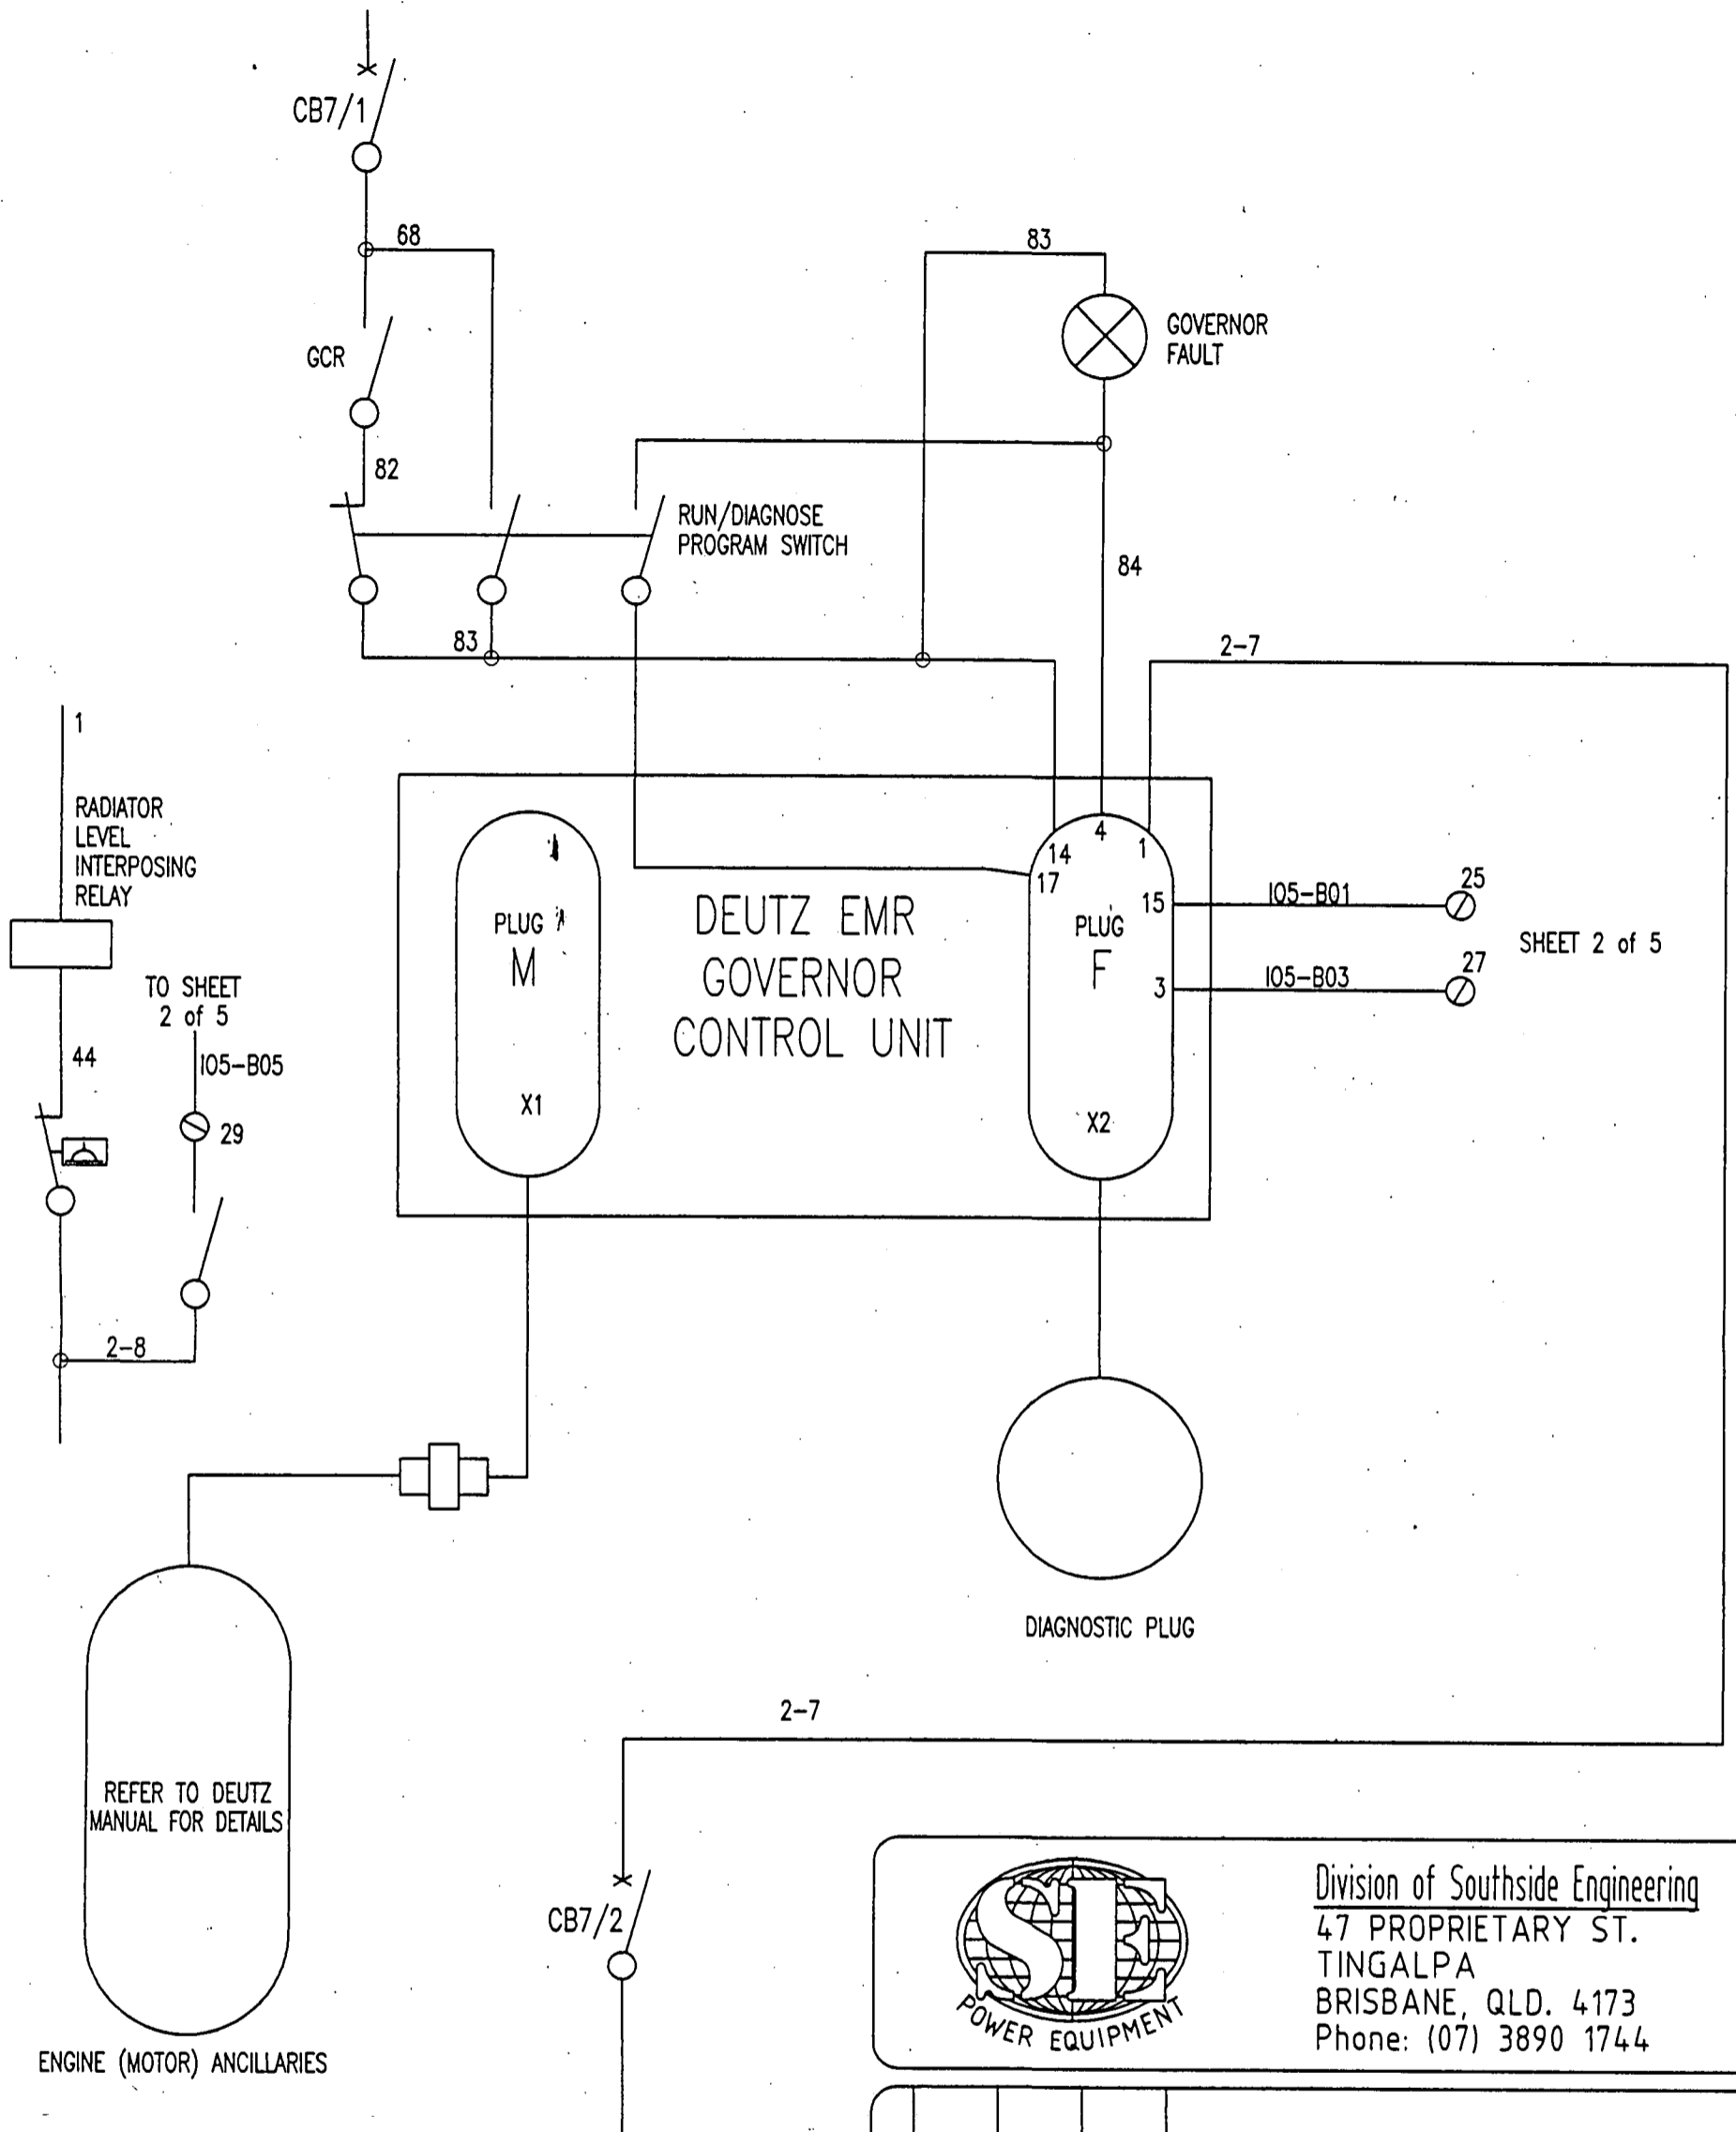 CB7/1
68
83
GOVERNOR
FAULT
GCR
82
RUN/DIAGNOSE
PROGRAM SWITCH
84
83
2-7
1
RADIATOR
LEVEL
INTERPOSING
RELAY
4
14
1
17
15
IO5-B01
25
PLUG
M
DEUTZ EMR
GOVERNOR
CONTROL UNIT
PLUG
F
SHEET 2 of 5
3
IO5-B03
27
TO SHEET
2 of 5
44
IO5-B05
X1
X2
29
2-8
DIAGNOSTIC PLUG
2-7
REFER TO DEUTZ
MANUAL FOR DETAILS
CB7/2
ENGINE (MOTOR) ANCILLARIES
SE
POWER EQUIPMENT
Division of Southside Engineering
47 PROPRIETARY ST.
TINGALPA
BRISBANE, QLD. 4173
Phone: (07) 3890 1744